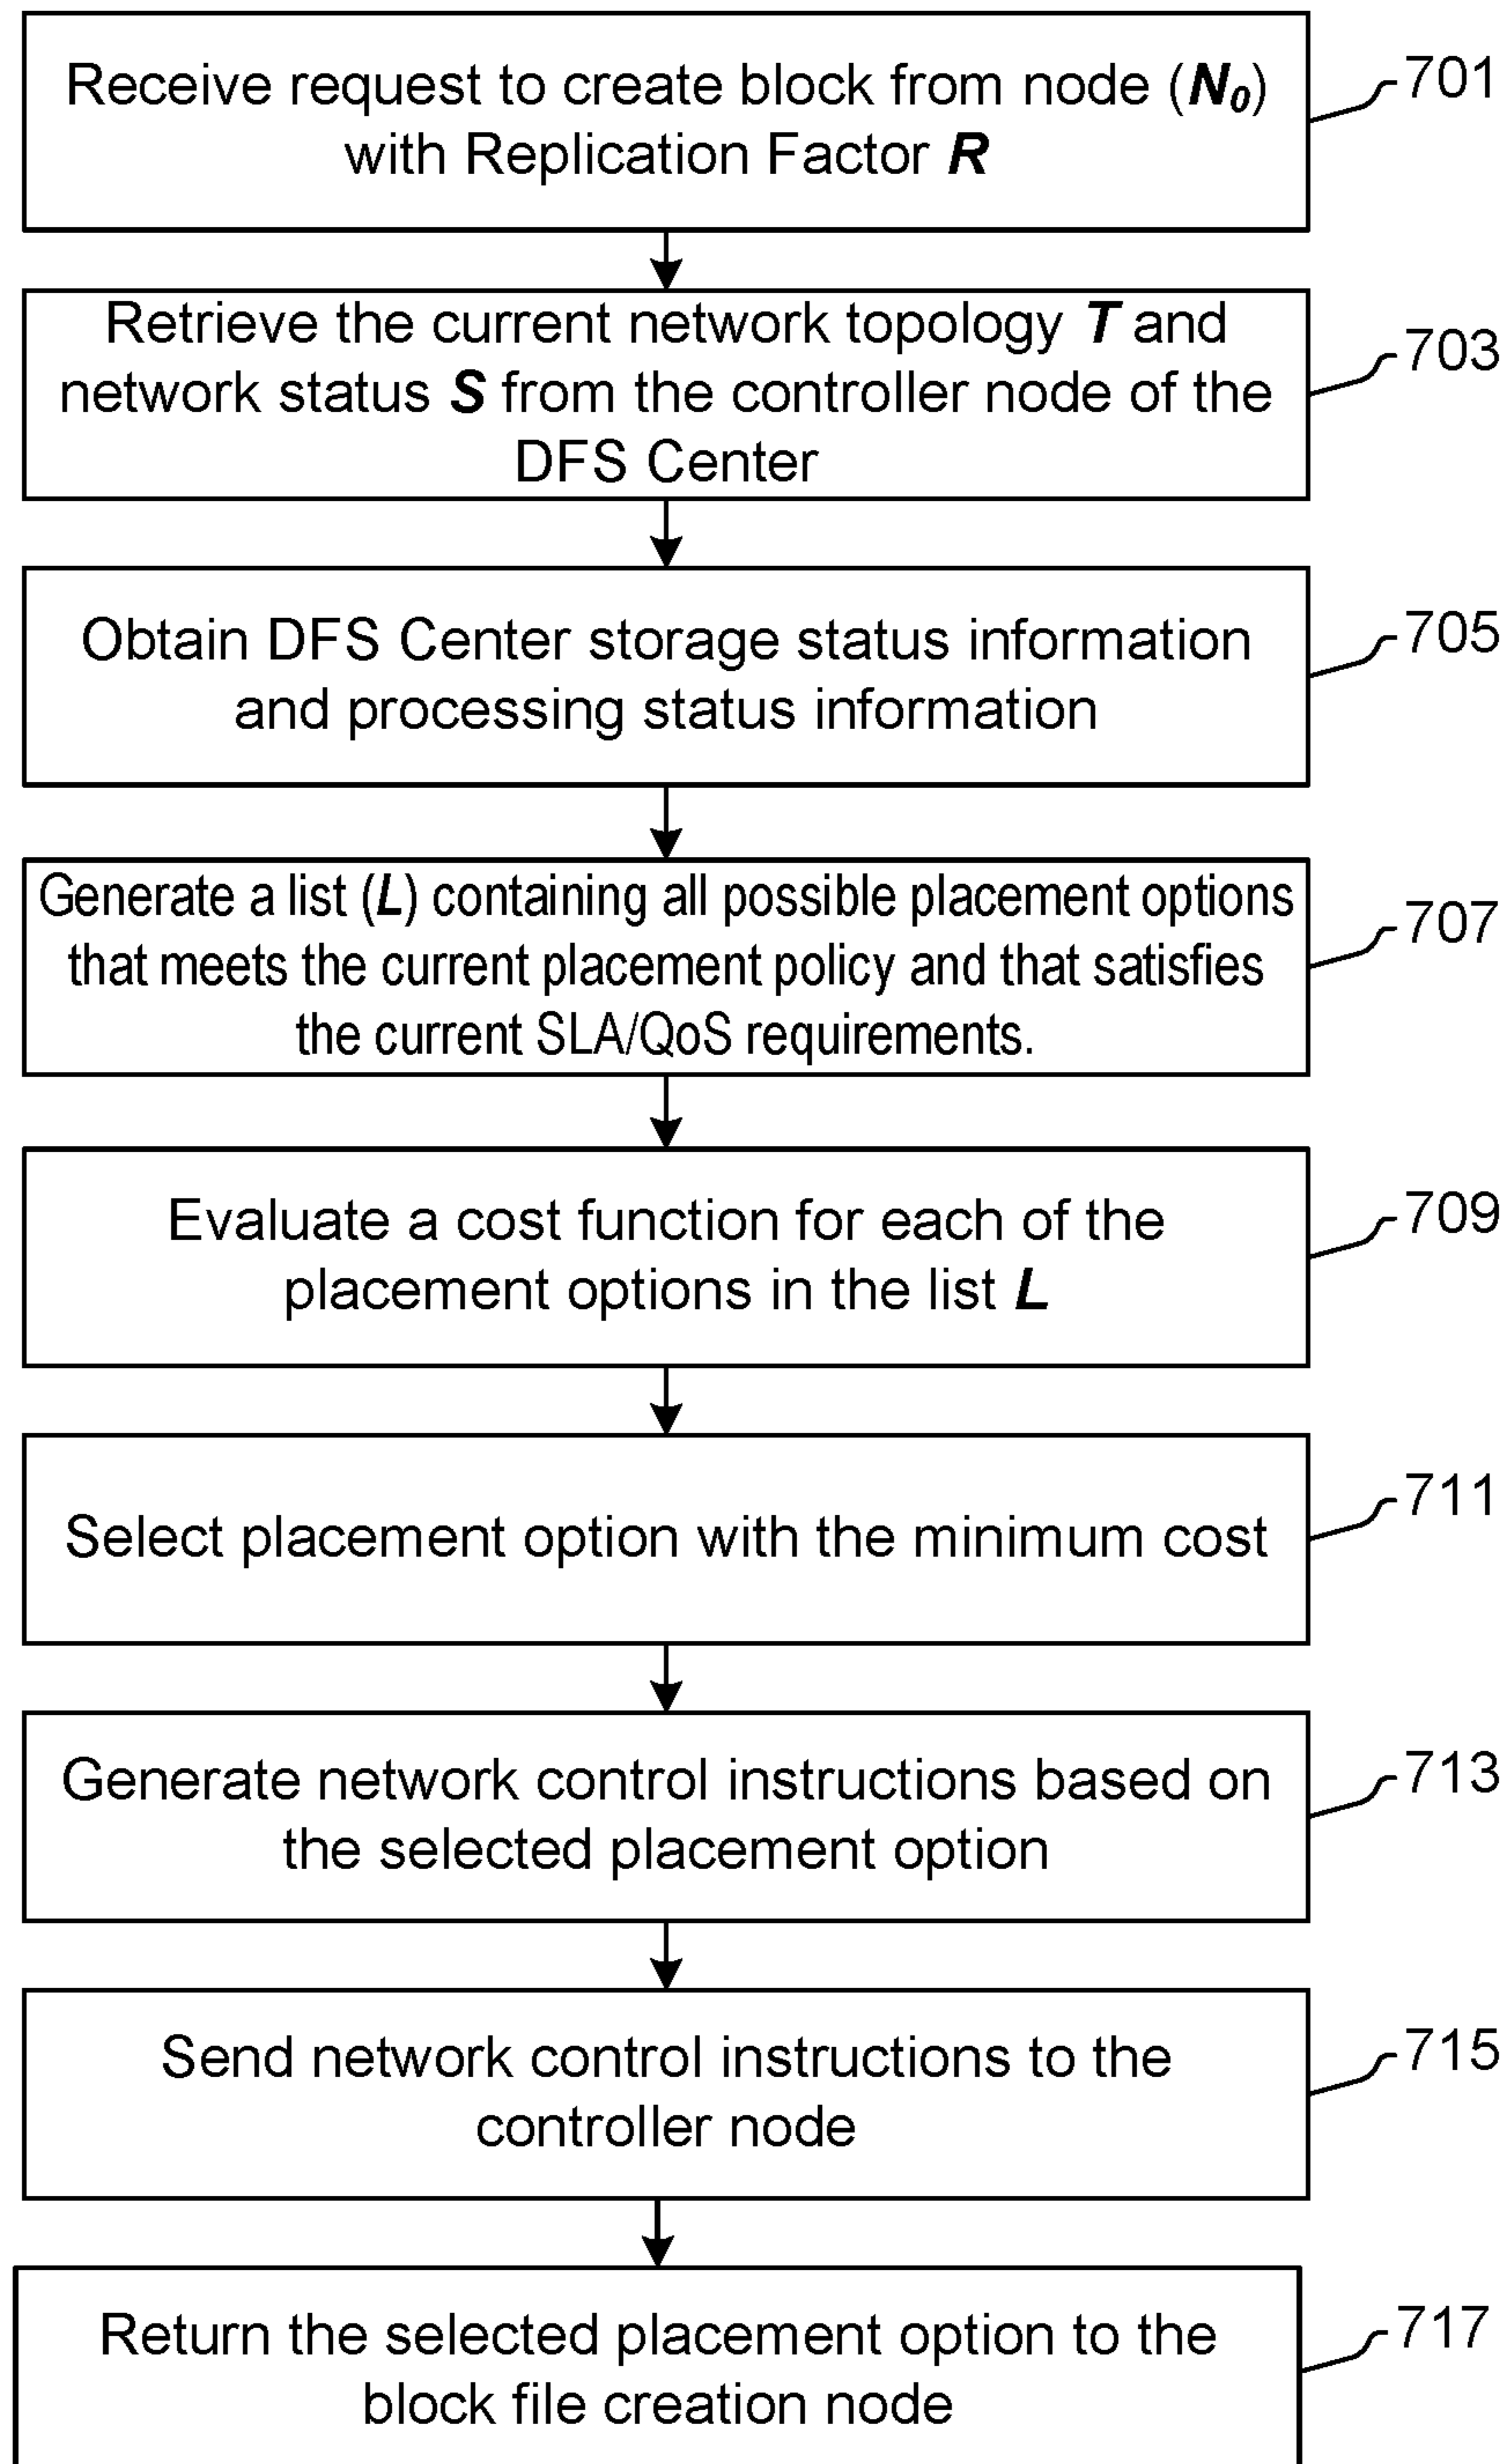 Receive request to create block from node (N0)
with Replication Factor R
701
Retrieve the current network topology T and
network status S from the controller node of the
DFS Center
703
Obtain DFS Center storage status information
and processing status information
705
Generate a list (L) containing all possible placement options
that meets the current placement policy and that satisfies
the current SLA/QoS requirements.
707
Evaluate a cost function for each of the
placement options in the list L
709
Select placement option with the minimum cost
711
Generate network control instructions based on
the selected placement option
713
Send network control instructions to the
controller node
715
Return the selected placement option to the
block file creation node
717